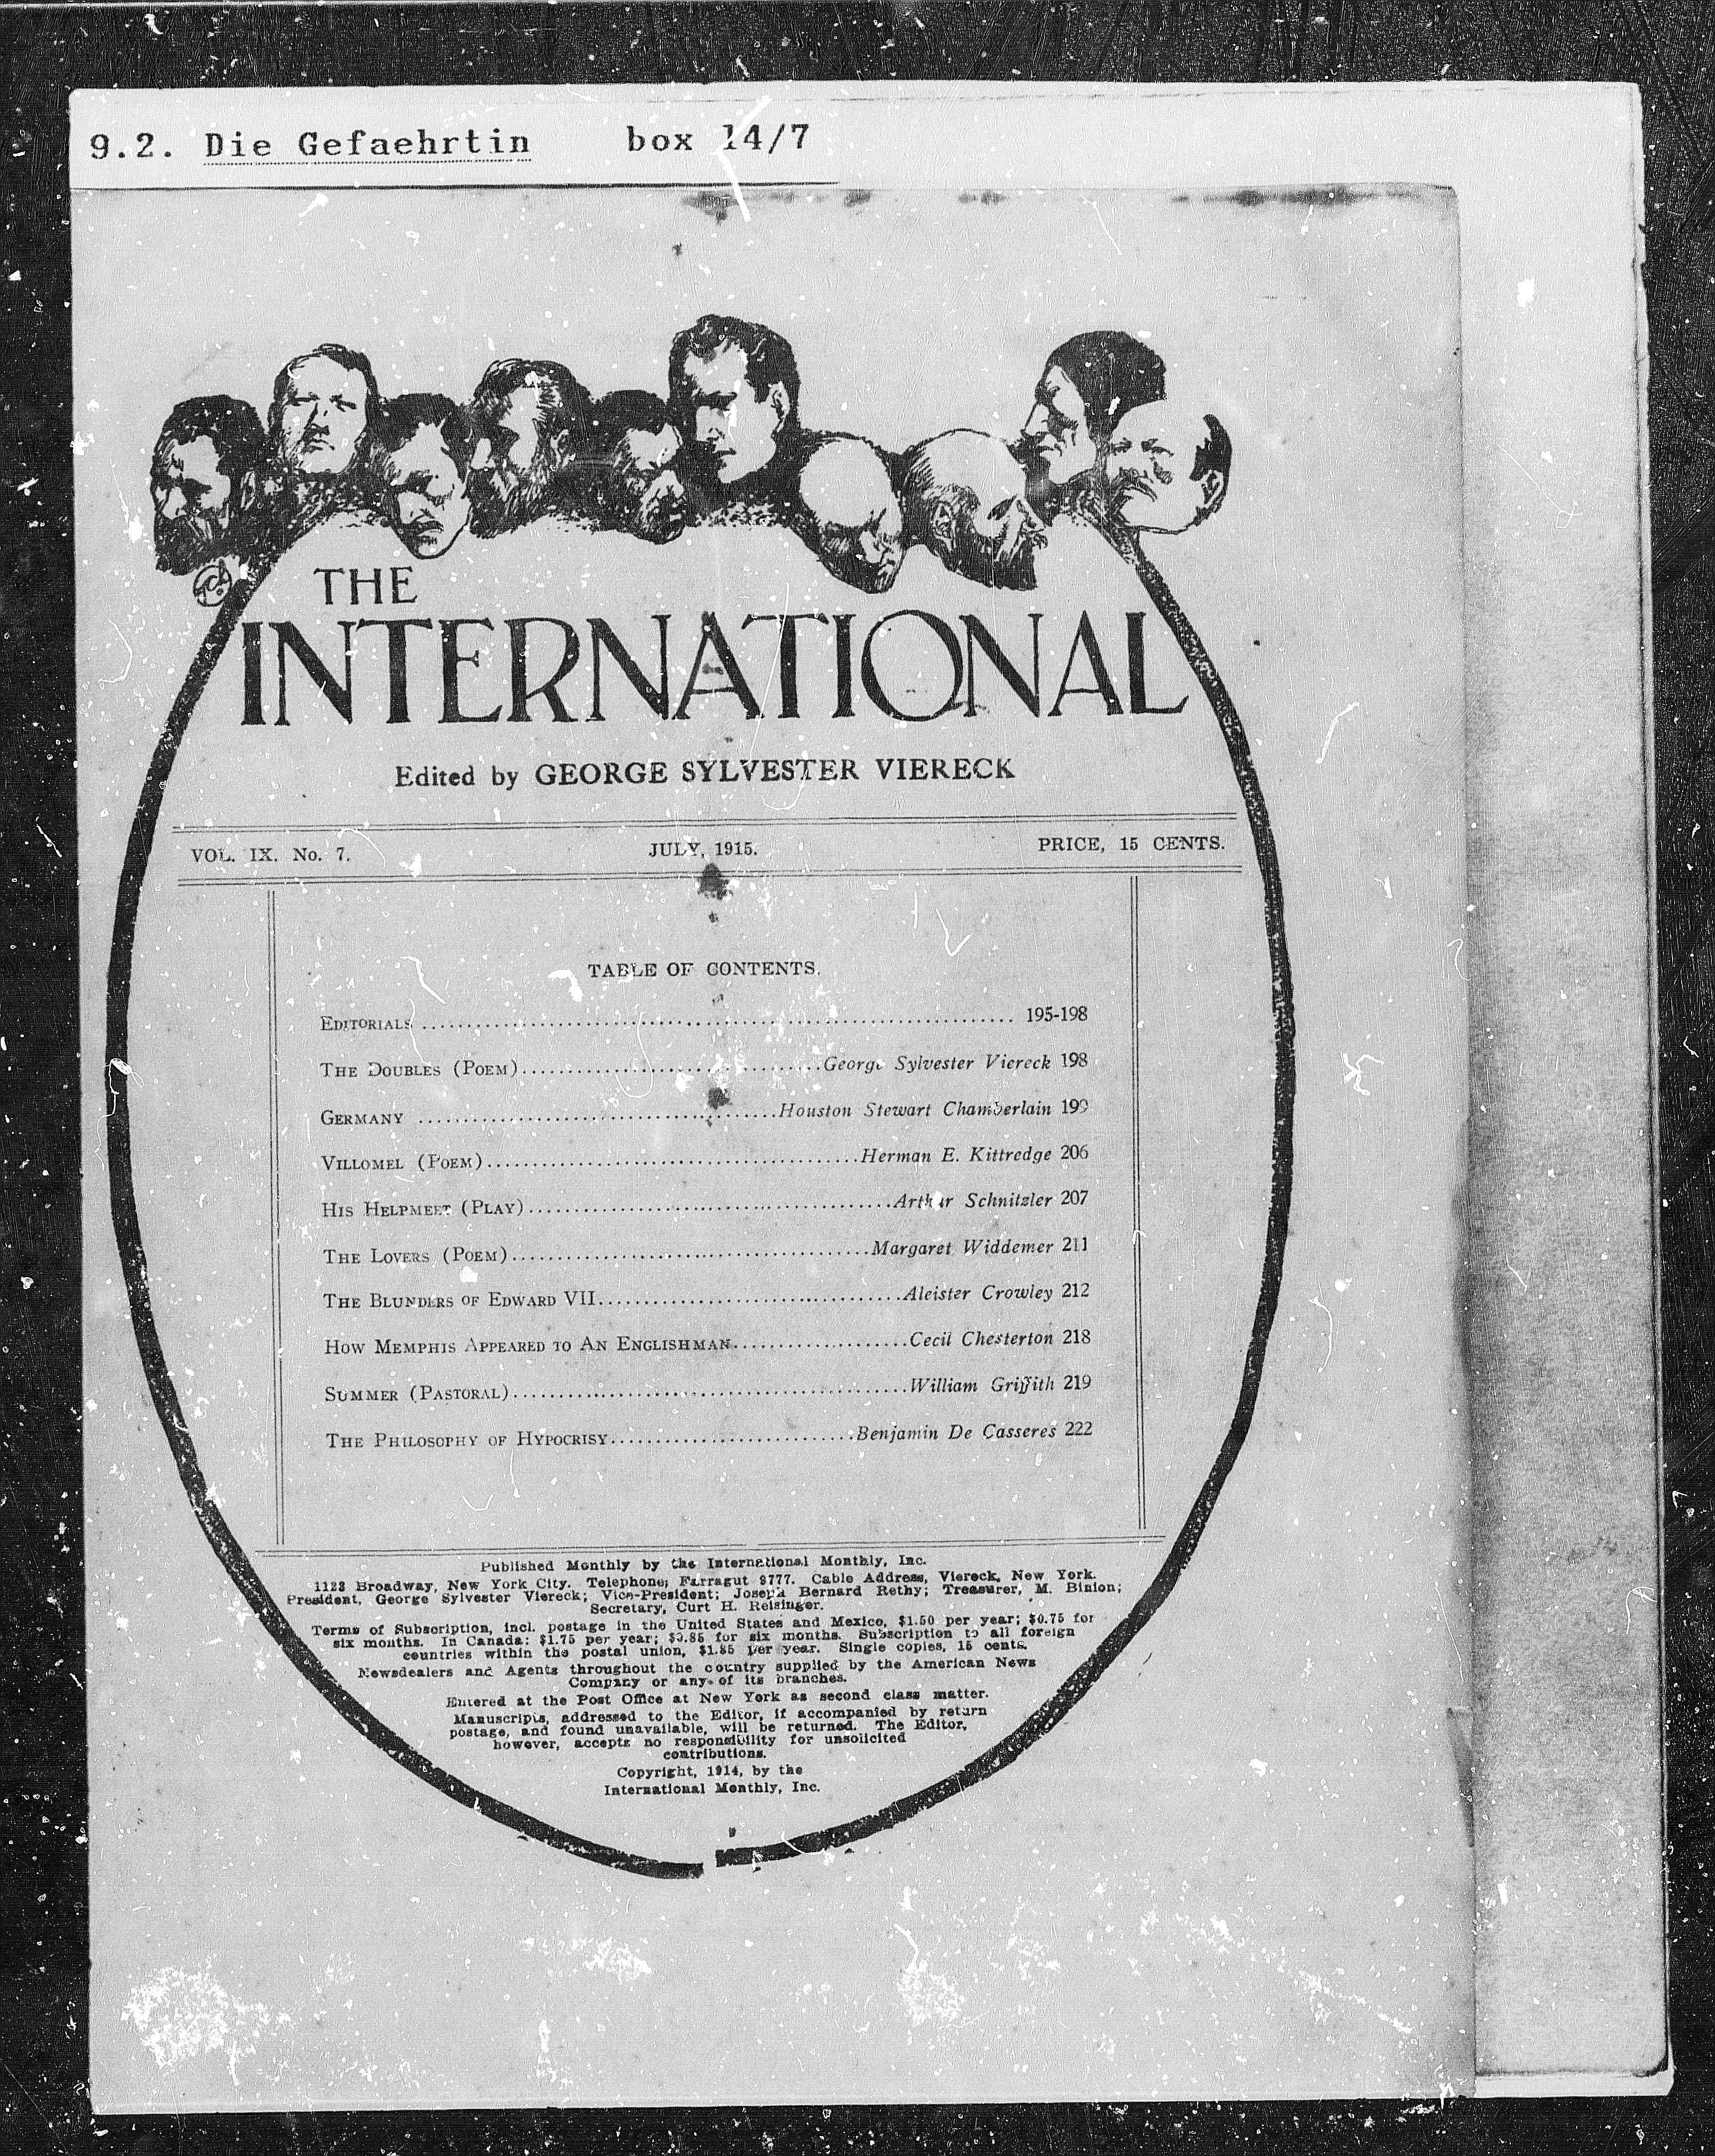 9.2. Die Gefaehrtin box 14/7
THE
INTERNATIONAL
Edited by GEORGE SYLVESTER VIERECK
VOL. IX. No. 7. JULY, 1915. PRICE, 15 CENTS.
TABLE OF CONTENTS.
EDITORIALS ........ 195-198
THE DOUBLES (POEM) ........ George Sylvester Viereck 198
GERMANY ........ Houston Stewart Chamberlain 199
VILLOMEL (POEM) ........ Herman E. Kittredge 206
HIS HELPMEET (PLAY) ........ Arthur Schnitzler 207
THE LOVERS (POEM) ........ Margaret Widdemer 211
THE BLUNDERS OF EDWARD VII ........ Aleister Crowley 212
HOW MEMPHIS APPEARED TO AN ENGLISHMAN ........ Cecil Chesterton 218
SUMMER (PASTORAL) ........ William Griffith 219
THE PHILOSOPHY OF HYPOCRISY ........ Benjamin De Casseres 222
Published Monthly by the International Monthly, Inc.
1123 Broadway, New York City. Telephone; Farragut 9777. Cable Address, Viereck, New York.
President, George Sylvester Viereck; Vice-President; Joseph Bernard Rethy; Treasurer, M. Binion;
Secretary, Curt H. Reisinger.
Terms of Subscription, incl. postage in the United States and Mexico, $1.50 per year; $0.75 for
six months. In Canada: $1.75 per year; $0.85 for six months. Subscription to all foreign
countries within the postal union, $1.85 per year. Single copies, 15 cents.
Newsdealers and Agents throughout the country supplied by the American News
Company or any of its branches.
Entered at the Post Office at New York as second class matter.
Manuscripts, addressed to the Editor, if accompanied by return
postage, and found unavailable, will be returned. The Editor,
however, accepts no responsibility for unsolicited
contributions.
Copyright, 1914, by the
International Monthly, Inc.